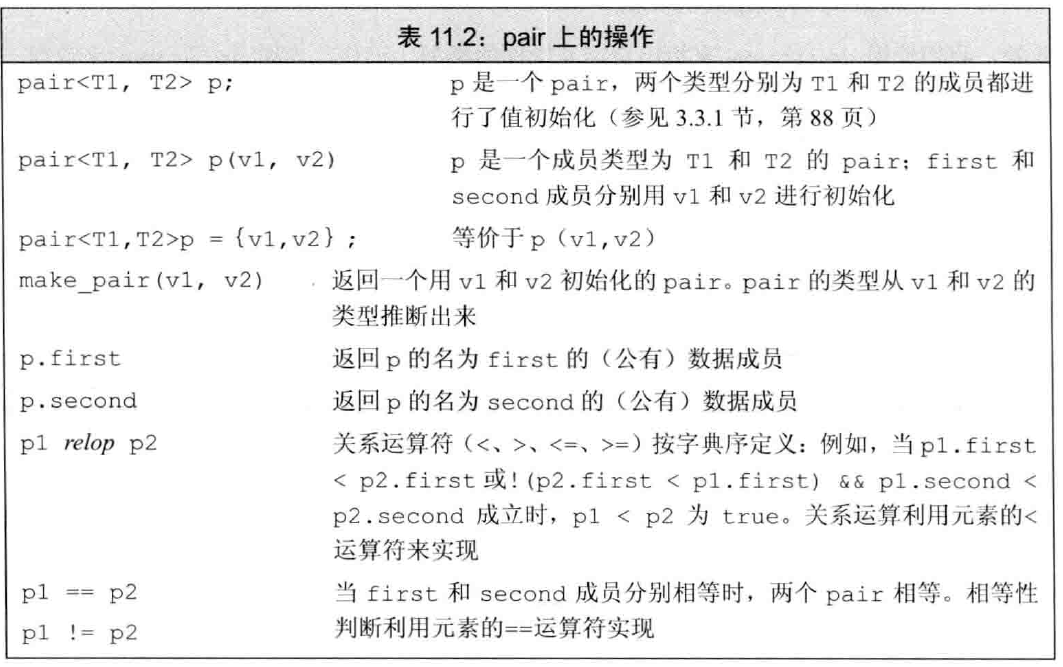 表 11.2：pair 上的操作
pair<T1, T2> p; p 是一个 pair，两个类型分别为 T1 和 T2 的成员都进
行了值初始化（参见 3.3.1 节，第 88 页）
pair<T1, T2> p(v1, v2) p 是一个成员类型为 T1 和 T2 的 pair；first 和
second 成员分别用 v1 和 v2 进行初始化
pair<T1,T2>p = {v1,v2} ; 等价于 p（v1,v2）
make_pair(v1, v2) 返回一个用 v1 和 v2 初始化的 pair。pair 的类型从 v1 和 v2 的
类型推断出来
p.first 返回 p 的名为 first 的（公有）数据成员
p.second 返回 p 的名为 second 的（公有）数据成员
p1 relop p2 关系运算符（<、>、<=、>=）按字典序定义：例如，当 p1.first
< p2.first 或!(p2.first < p1.first) && p1.second <
p2.second 成立时，p1 < p2 为 true。关系运算利用元素的<
运算符来实现
p1 == p2 当 first 和 second 成员分别相等时，两个 pair 相等。相等性
p1 != p2 判断利用元素的==运算符实现